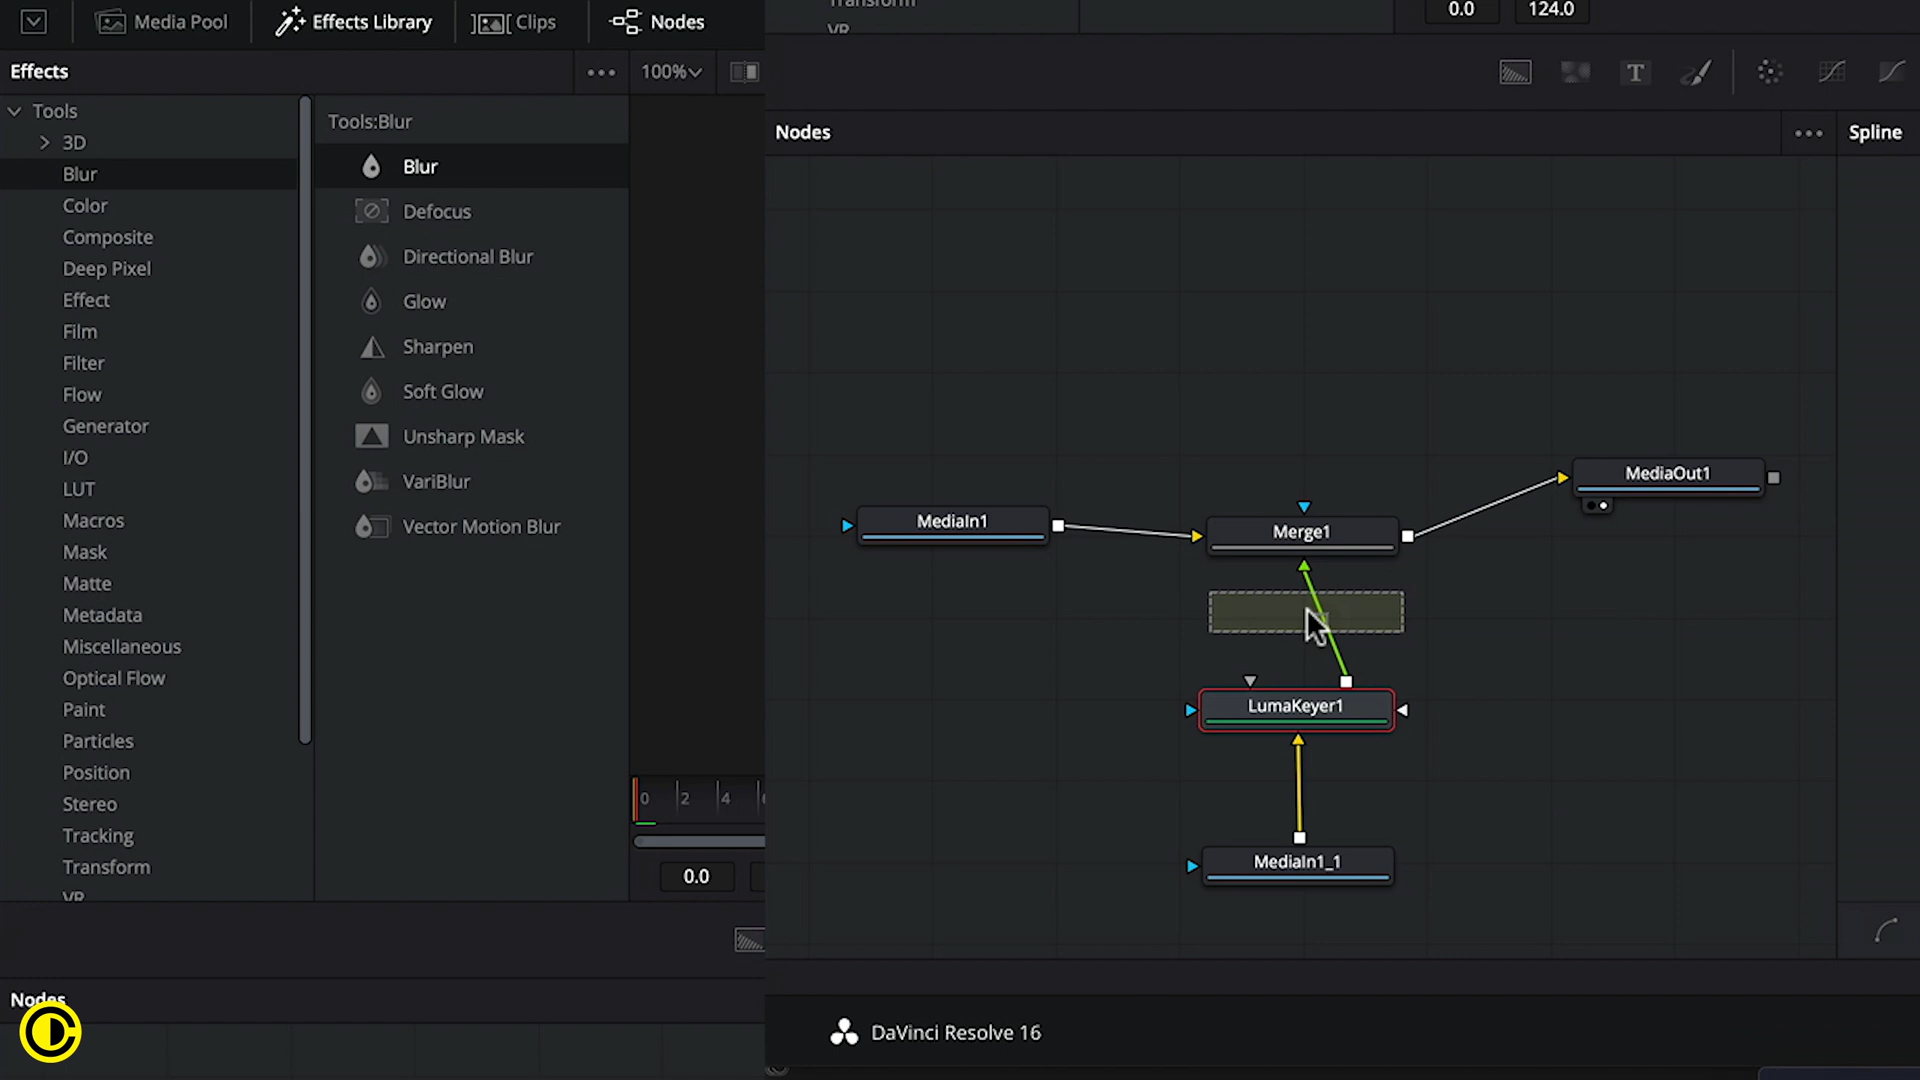 Media Pool
Effects Library
Clips
Nodes
Effects
100%
Tools
3D
Blur
Color
Composite
Deep Pixel
Effect
Film
Filter
Flow
Generator
I/O
LUT
Macros
Mask
Matte
Metadata
Miscellaneous
Optical Flow
Paint
Particles
Position
Stereo
Tracking
Transform
VR
Tools:Blur
Blur
Defocus
Directional Blur
Glow
Sharpen
Soft Glow
Unsharp Mask
VariBlur
Vector Motion Blur
0
2
4
0.0
Nodes
Transform
VR
0.0
124.0
T
Nodes
Spline
MediaIn1
Merge1
MediaOut1
LumaKeyer1
MediaIn1_1
DaVinci Resolve 16